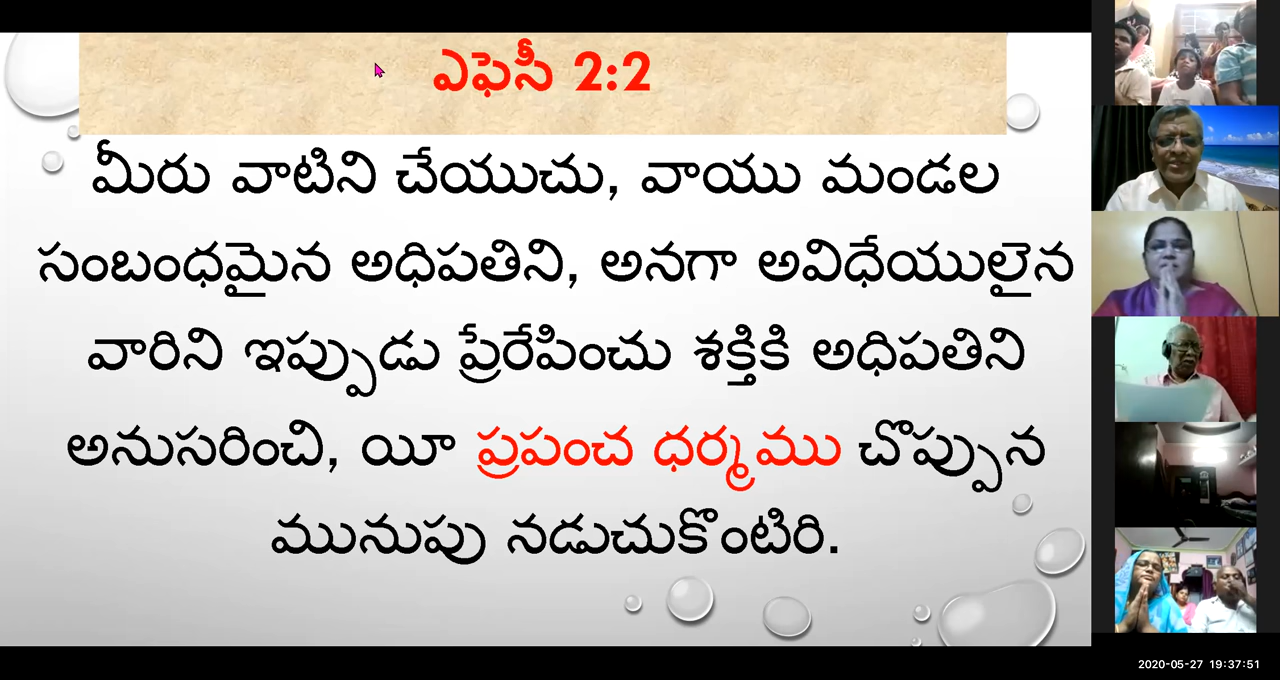 ఎఫెసీ 2:2
మీరు వాటిని చేయుచు, వాయు మండల
సంబంధమైన అధిపతిని, అనగా అవిధేయులైన
వారిని ఇప్పుడు ప్రేరేపించు శక్తికి అధిపతిని
అనుసరించి, యీ ప్రపంచ ధర్మము చొప్పున
మునుపు నడుచుకొంటిరి.
2020-05-27 19:37:51